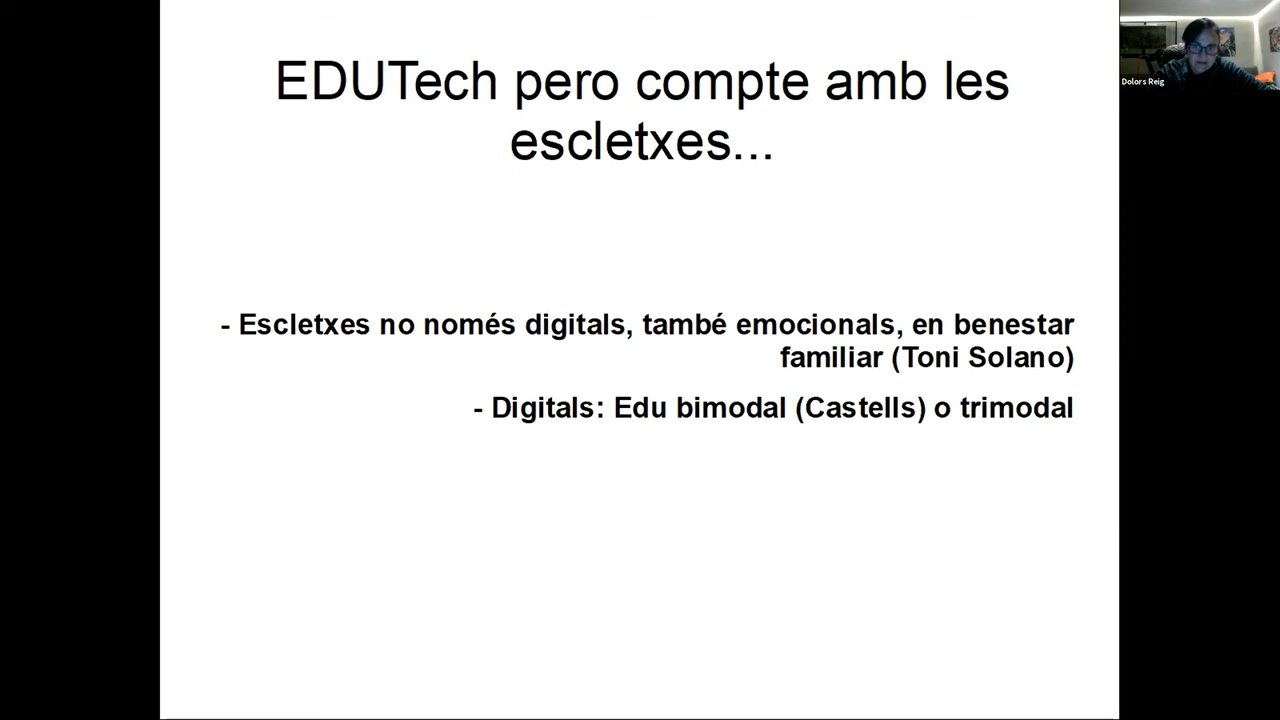 EDUTech pero compte amb les
escletxes...
- Escletxes no només digitals, també emocionals, en benestar
familiar (Toni Solano)
- Digitals: Edu bimodal (Castells) o trimodal
Dolors Reig